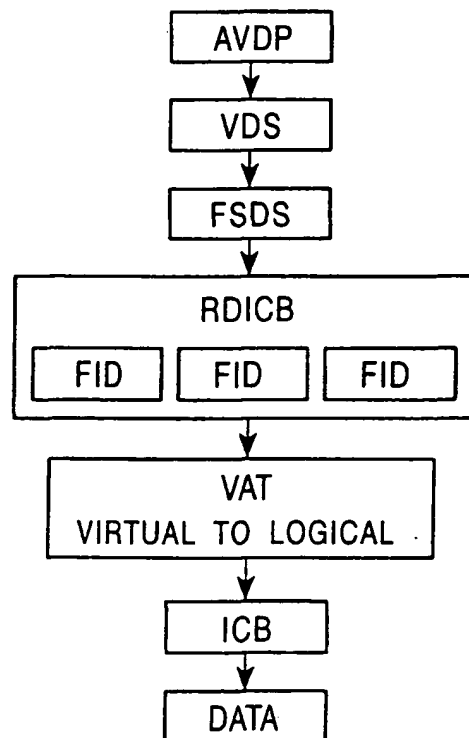 AVDP
VDS
FSDS
RDICB
FID FID FID
VAT
VIRTUAL TO LOGICAL
ICB
DATA